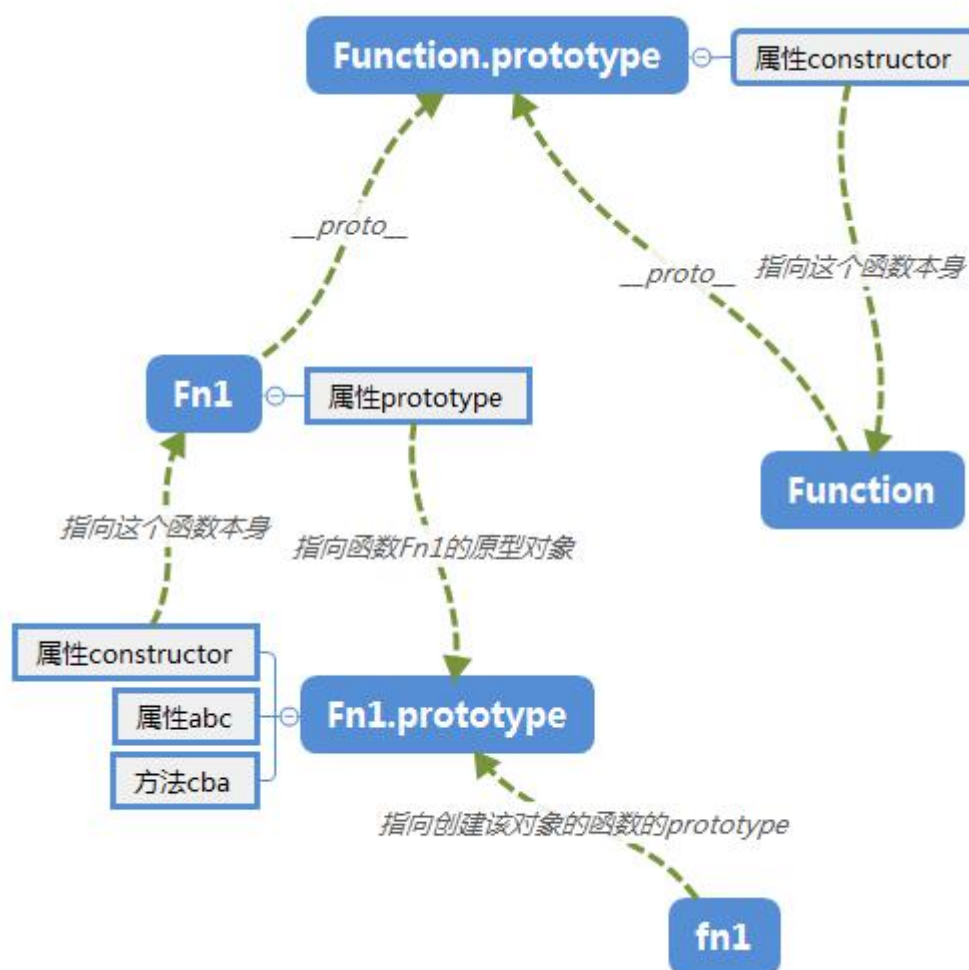 Function.prototype
属性constructor
__proto__
__proto__
指向这个函数本身
Fn1
属性prototype
Function
指向这个函数本身
指向函数Fn1的原型对象
属性constructor
属性abc
Fn1.prototype
方法cba
指向创建该对象的函数的prototype
fn1